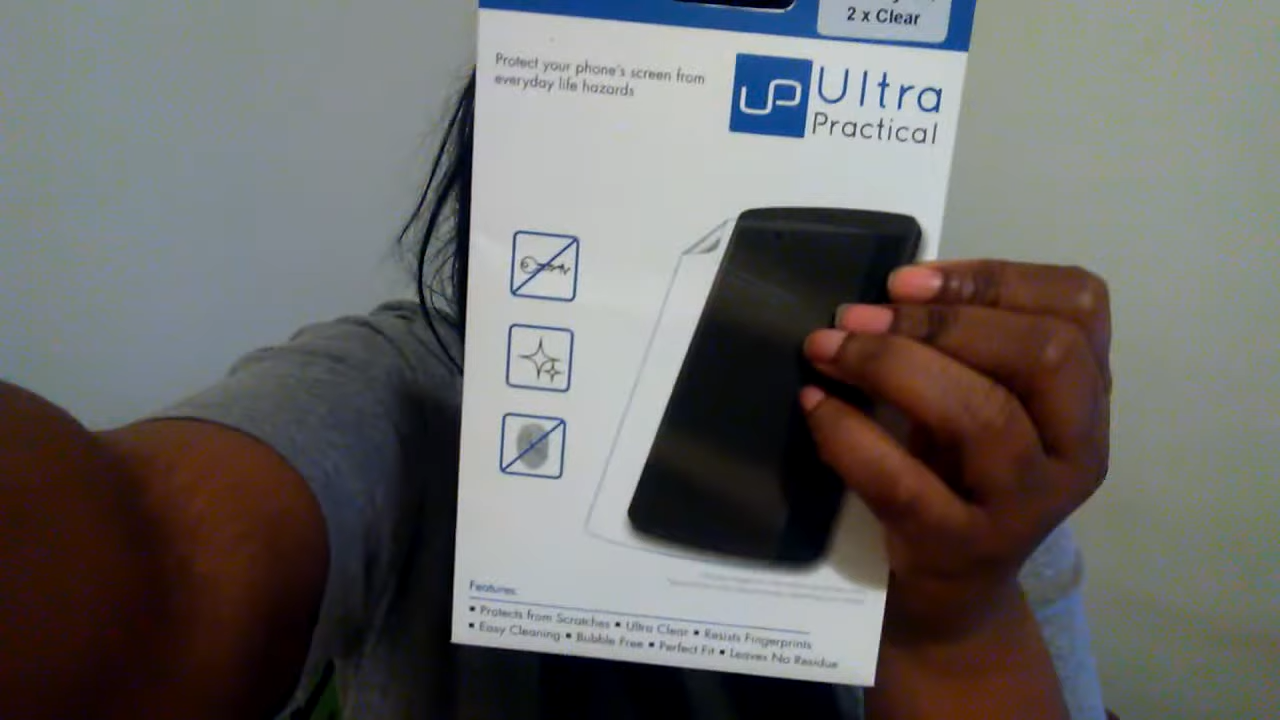 2 x Clear
Protect your phone's screen from
everyday life hazards
UP Ultra
Practical
Features:
▪ Protects from Scratches ▪ Ultra Clear ▪ Resists Fingerprints
▪ Easy Cleaning ▪ Bubble Free ▪ Perfect Fit ▪ Leaves No Residue